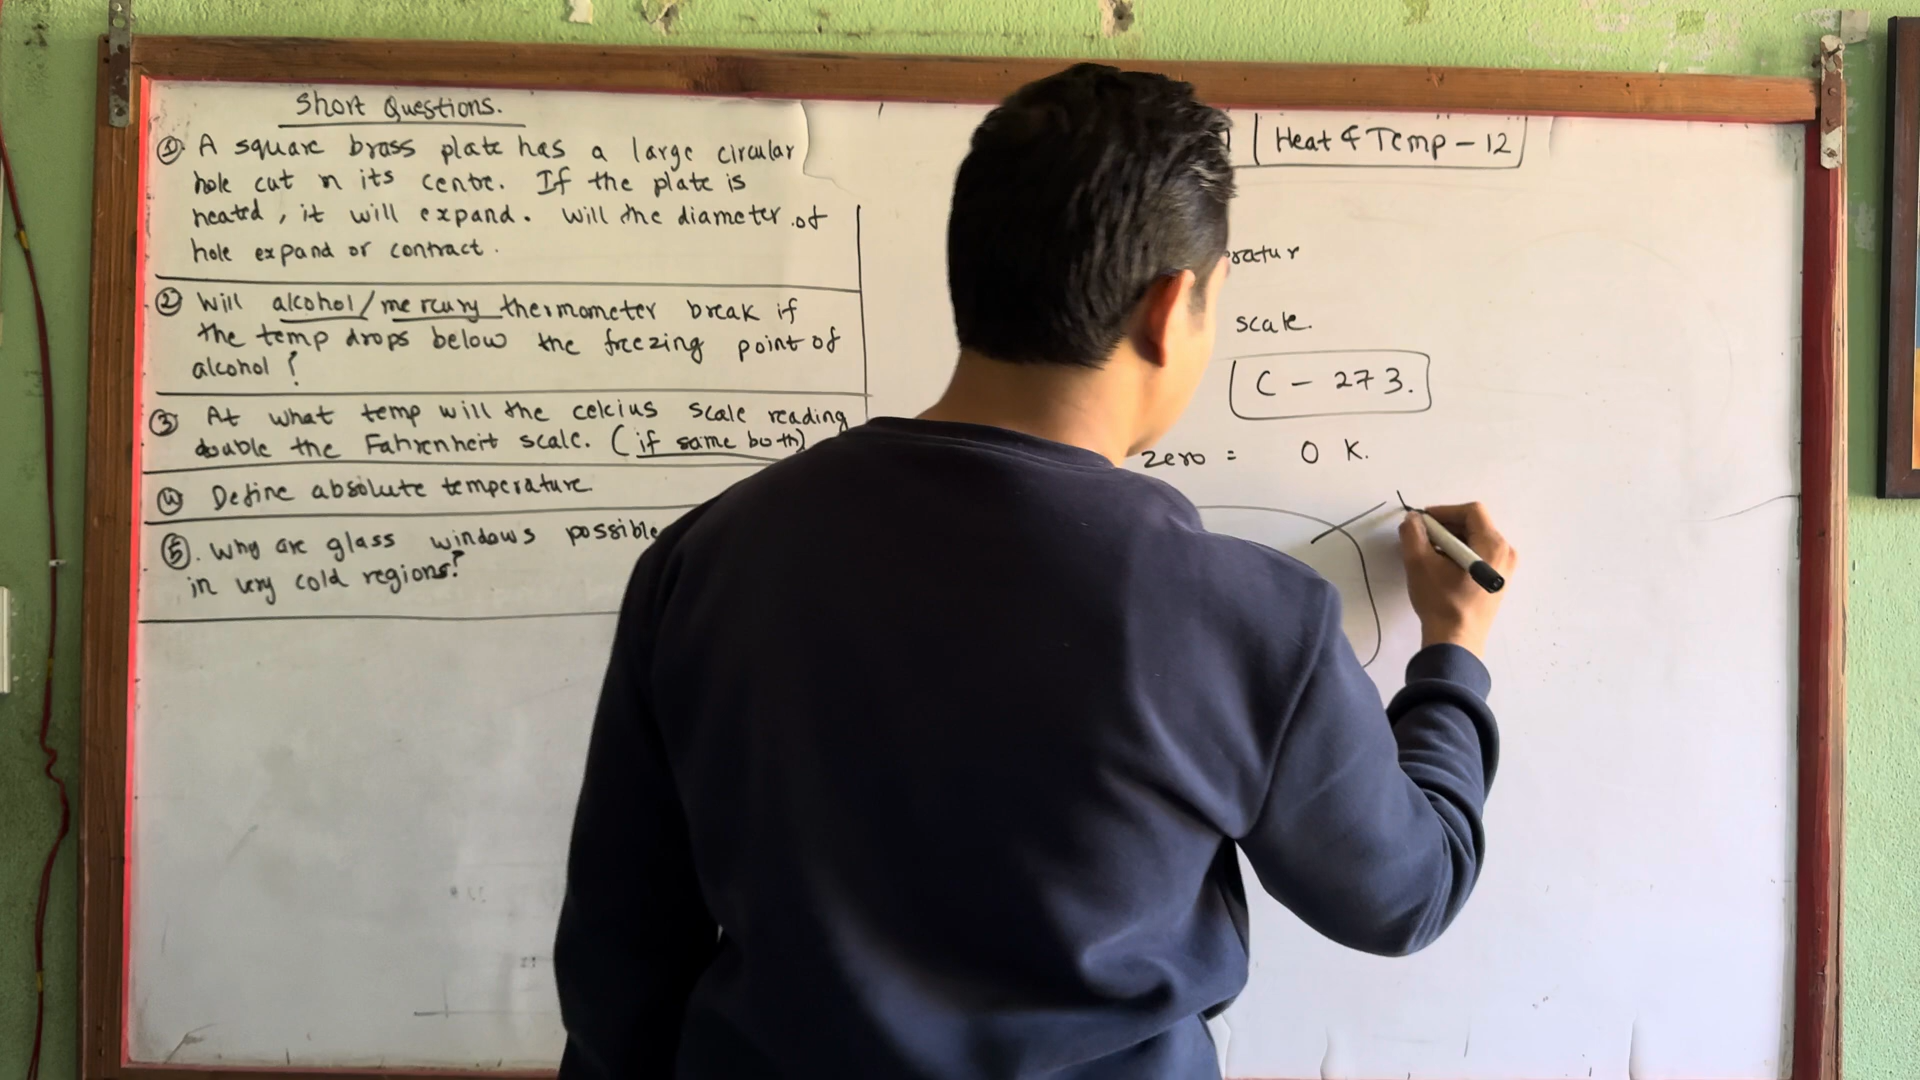 Short Questions.
① A square brass plate has a large circular
hole cut in its centre. If the plate is
heated, it will expand. Will the diameter of
hole expand or contract.
② Will alcohol/mercury thermometer break if
the temp drops below the freezing point of
alcohol?
③ At what temp will the celcius scale reading
double the Fahrenheit scale. (if same both)
④ Define absolute temperature
⑤. Why are glass windows possible
in very cold regions?
Heat & Temp - 12
ratur
scale.
C - 273.
zero = 0 K.